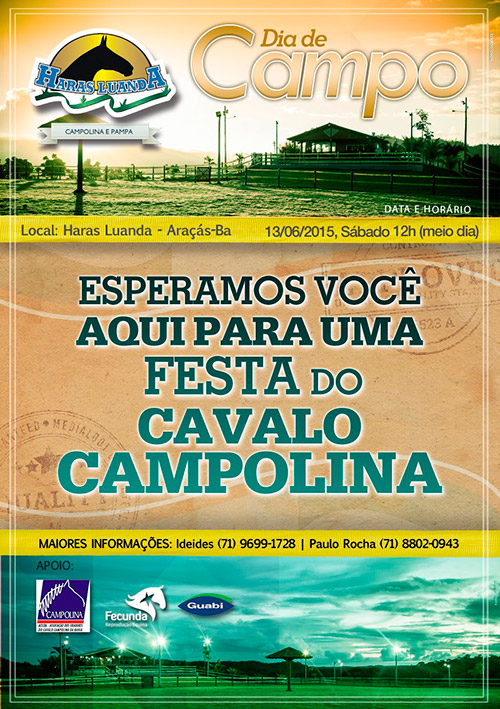 Dia de
Campo
HARAS LUANDA
CAMPOLINA E PAMPA
DATA E HORÁRIO
Local: Haras Luanda - Araçás-Ba
13/06/2015, Sábado 12h (meio dia)
ESPERAMOS VOCÊ
AQUI PARA UMA
FESTA DO
CAVALO
CAMPOLINA
MAIORES INFORMAÇÕES: Ideides (71) 9699-1728 | Paulo Rocha (71) 8802-0943
APOIO:
CAMPOLINA
Fecunda
Reprodução Equina
Guabi